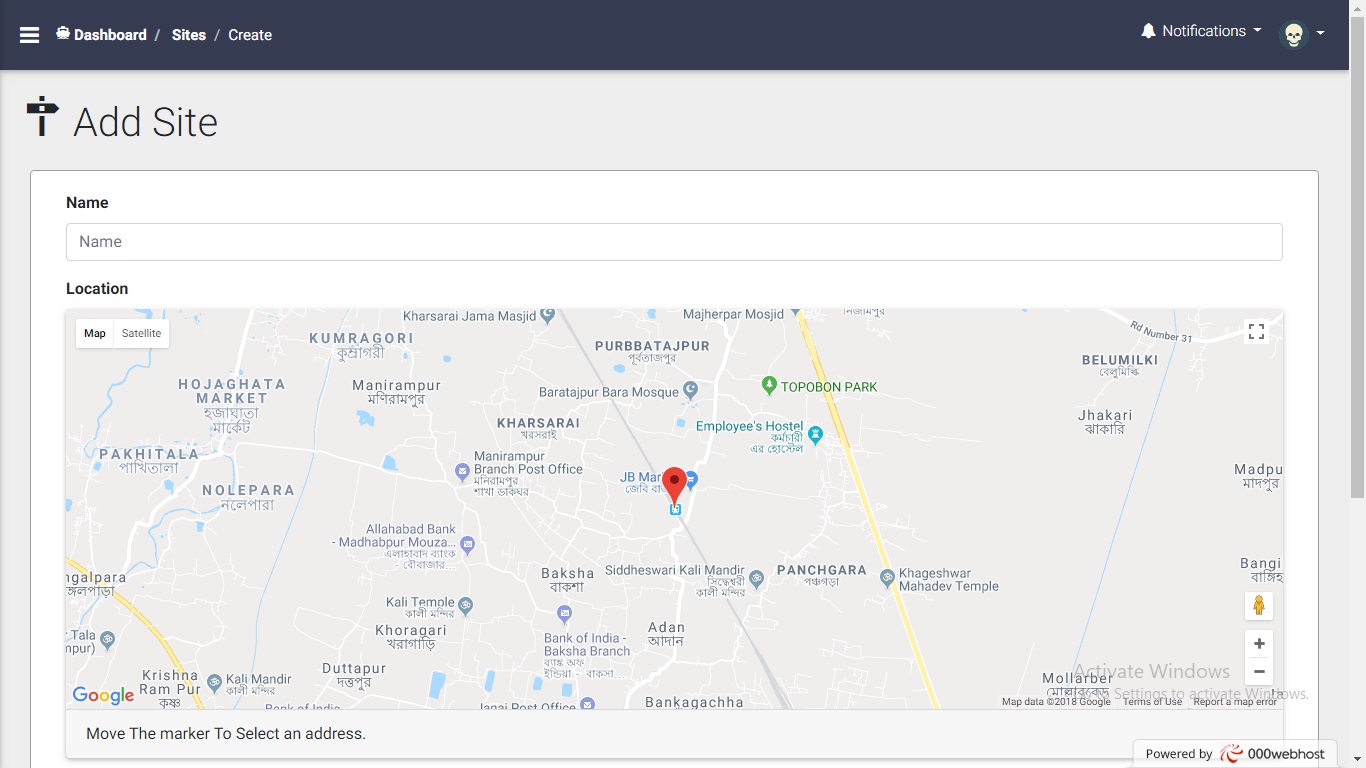 Dashboard / Sites / Create
Notifications
Add Site
Name
Name
Location
Map
Satellite
Kharsarai Jama Masjid
Majherpar Mosjid
Rd Number 31
KUMRAGORI
কুমরাগরী
PURBBATAJPUR
পূর্বতাজপুর
BELUMILKI
বেলুমিল্কি
HOJAGHATA
MARKET
হজাঘাতা
মার্কেট
Manirampur
মণিরামপুর
Baratajpur Bara Mosque
TOPOBON PARK
Jhakari
ঝাকারি
KHARSARAI
খরসরাই
Employee's Hostel
কর্মচারী
এর হোস্টেল
PAKHITALA
পাখিতালা
Manirampur
Branch Post Office
মনিরামপুর
শাখা ডাকঘর
JB Mar
জেবি
Madpu
মাদপুর
NOLEPARA
নলেপারা
Allahabad Bank
- Madhabpur Mouza...
এলাহাবাদ ব্যাংক
- বৌবাজার...
Baksha
বাকশা
Siddheswari Kali Mandir
সিদ্ধেশ্বরী
কালী মন্দির
PANCHGARA
পঞ্চগড়া
Khageshwar
Mahadev Temple
Bangi
বাঙ্গি
ngalpara
ঙ্গলপাড়া
Kali Temple
কালী মন্দির
Khoragari
খরাগাড়ি
Bank of India -
Baksha Branch
ব্যাঙ্ক অফ
ইন্ডিয়া - বাকসা...
Adan
আদান
Tala
npur)
Duttapur
দত্তপুর
Krishna
Ram Pur
কৃষ্ণ
Kali Mandir
কালী মন্দির
Bank of India
Janai Post Office
Bankagachha
Mollarber
Google
Activate Windows
Settings to activate Windows.
Map data ©2018 Google
Terms of Use
Report a map error
Move The marker To Select an address.
Powered by 000webhost